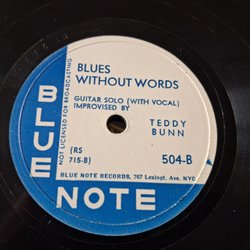 BLUES
WITHOUT WORDS
GUITAR SOLO (WITH VOCAL)
IMPROVISED BY
TEDDY
BUNN
(RS
715-B)
504-B
BLUE NOTE RECORDS, 767 Lexingt. Ave. NYC
BLUE
NOTE
NOT LICENSED FOR BROADCASTING